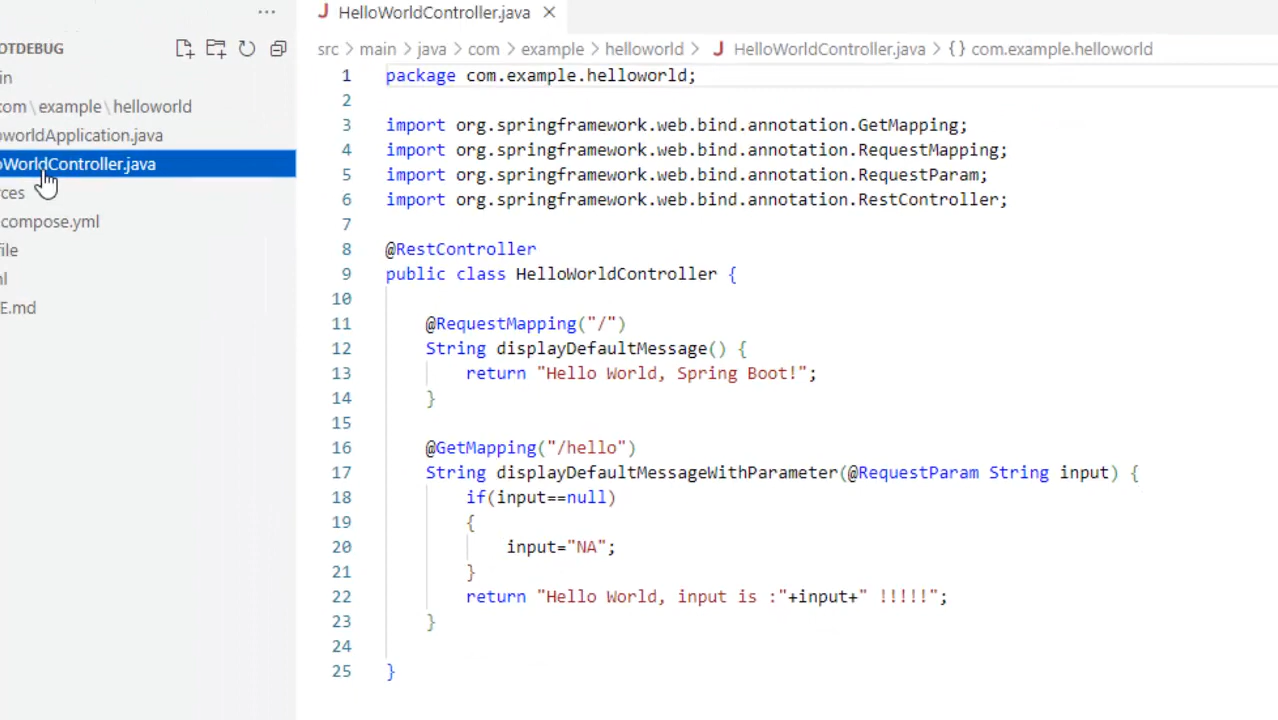 HelloWorldController.java
OTDEBUG
in
com\example\helloworld
oworldApplication.java
oWorldController.java
ces
compose.yml
file
ml
E.md
src > main > java > com > example > helloworld > J HelloWorldController.java > {} com.example.helloworld
1 package com.example.helloworld;
2
3 import org.springframework.web.bind.annotation.GetMapping;
4 import org.springframework.web.bind.annotation.RequestMapping;
5 import org.springframework.web.bind.annotation.RequestParam;
6 import org.springframework.web.bind.annotation.RestController;
7
8 @RestController
9 public class HelloWorldController {
10
11 @RequestMapping("/")
12 String displayDefaultMessage() {
13 return "Hello World, Spring Boot!";
14 }
15
16 @GetMapping("/hello")
17 String displayDefaultMessageWithParameter(@RequestParam String input) {
18 if(input==null)
19 {
20 input="NA";
21 }
22 return "Hello World, input is :"+input+" !!!!!";
23 }
24
25 }